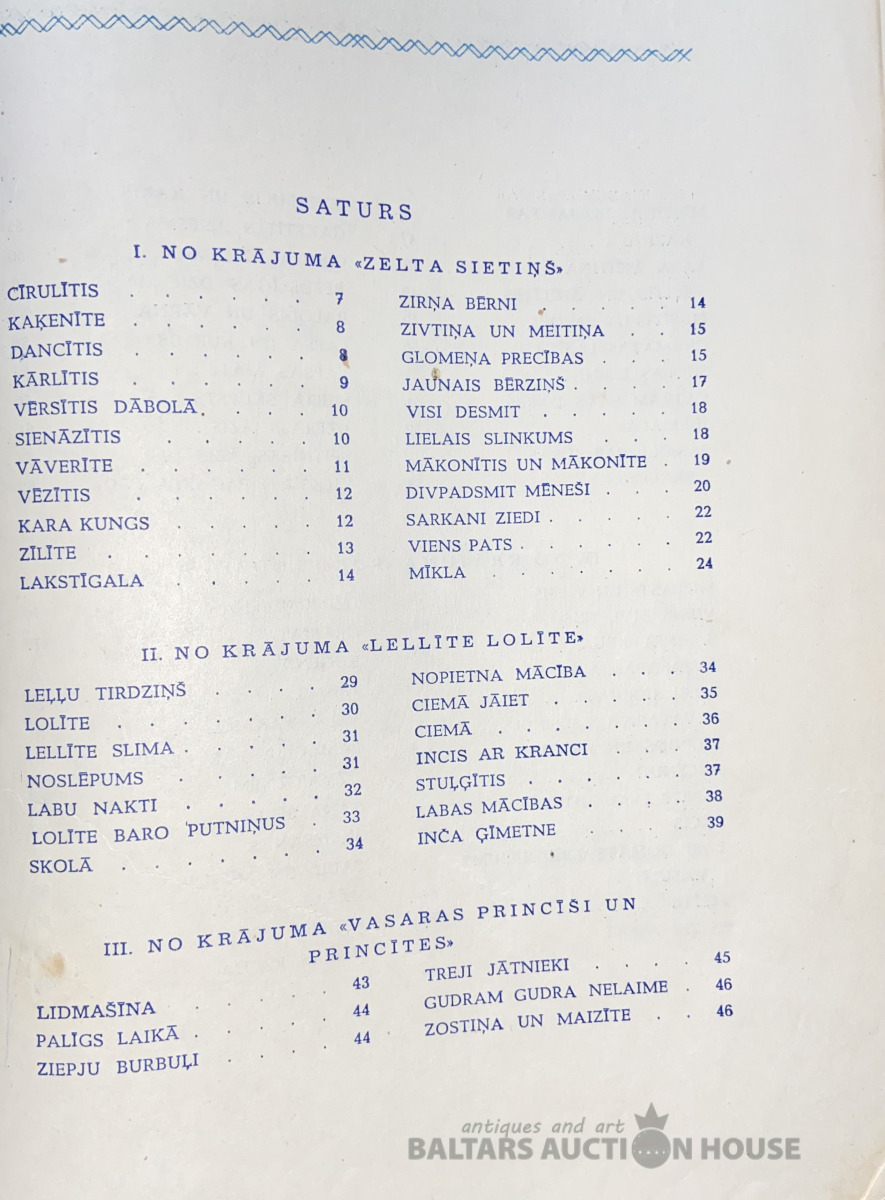 SATURS
I. NO KRĀJUMA «ZELTA SIETIŅŠ»
CĪRULĪTIS . . . . . . 7
KAĶENĪTE . . . . . . 8
DANCĪTIS . . . . . . 8
KĀRLĪTIS . . . . . . 9
VĒRSĪTIS DĀBOLĀ . . . . 10
SIENĀZĪTIS . . . . . 10
VĀVERĪTE . . . . . . 11
VĒZĪTIS . . . . . . 12
KARA KUNGS . . . . . 12
ZĪLĪTE . . . . . . . 13
LAKSTĪGALA . . . . . 14
ZIRŅA BĒRNI . . . . . 14
ZIVTIŅA UN MEITIŅA . . 15
GLOMEŅA PRECĪBAS . . . 15
JAUNAIS BĒRZIŅŠ . . . . 17
VISI DESMIT . . . . . 18
LIELAIS SLINKUMS . . . 18
MĀKONĪTIS UN MĀKONĪTE . 19
DIVPADSMIT MĒNEŠI . . . 20
SARKANI ZIEDI . . . . . 22
VIENS PATS . . . . . . 22
MĪKLA . . . . . . . 24
II. NO KRĀJUMA «LELLĪTE LOLĪTE»
LEĻĻU TIRDZIŅŠ . . . . 29
LOLĪTE . . . . . . . 30
LELLĪTE SLIMA . . . . . 31
NOSLĒPUMS . . . . . 31
LABU NAKTI . . . . . 32
LOLĪTE BARO PUTNIŅUS . 33
SKOLĀ . . . . . . . 34
NOPIETNA MĀCĪBA . . . 34
CIEMĀ JĀIET . . . . . 35
CIEMĀ . . . . . . . 36
INCIS AR KRANCI . . . 37
STUĻĢĪTIS . . . . . . 37
LABAS MĀCĪBAS . . . . 38
INČA ĢĪMETNE . . . . 39
III. NO KRĀJUMA «VASARAS PRINCĪŠI UN
PRINCĪTES»
LIDMAŠĪNA . . . . . 43
PALĪGS LAIKĀ . . . . . 44
ZIEPJU BURBUĻI . . . . 44
TREJI JĀTNIEKI . . . . 45
GUDRAM GUDRA NELAIME . 46
ZOSTIŅA UN MAIZĪTE . . 46
antiques and art
BALTARS AUCTION HOUSE